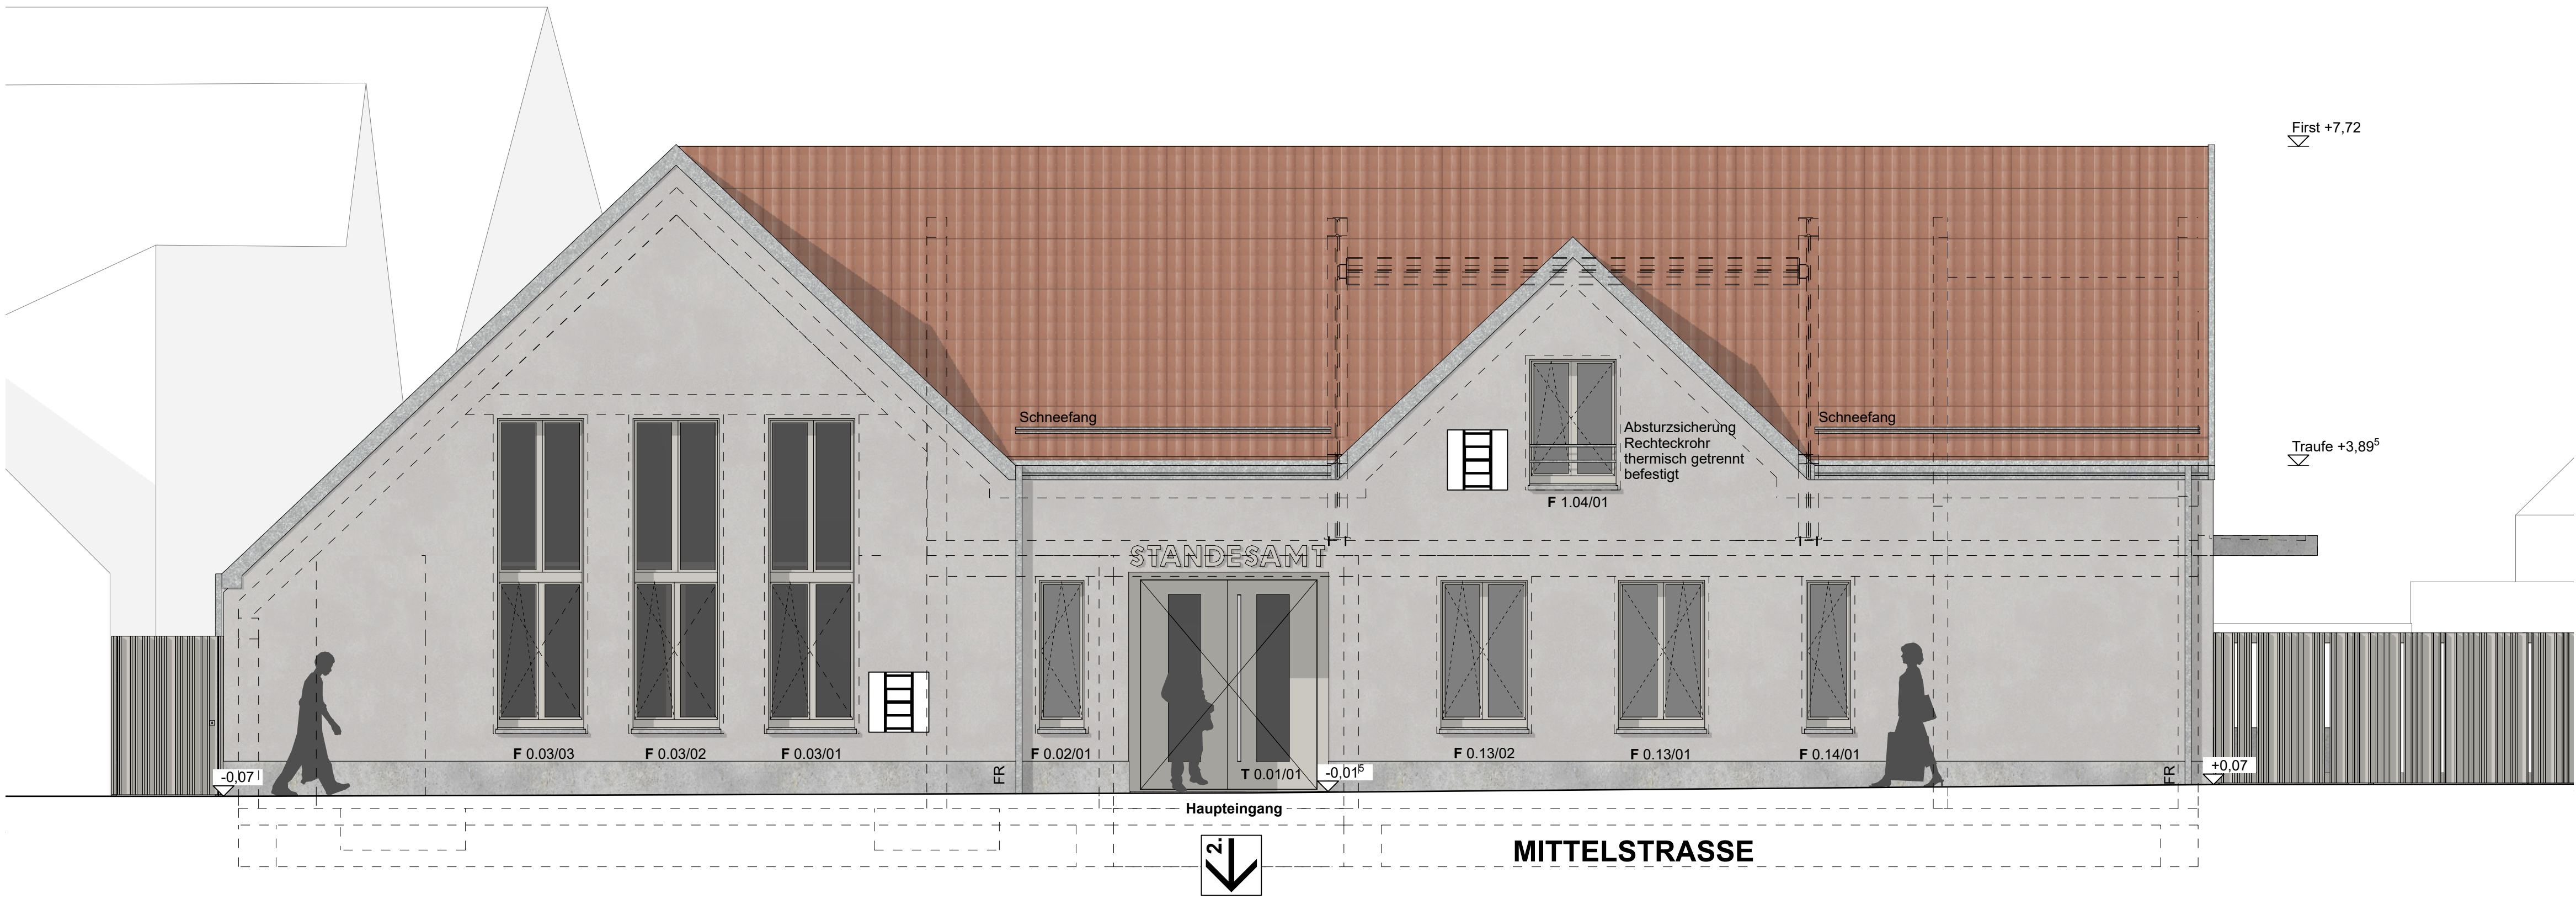 First +7,72
Schneefang
Schneefang
Absturzsicherung
Rechteckrohr
thermisch getrennt
befestigt
Traufe +3,89⁵
F 1.04/01
STANDESAMT
F 0.03/03
F 0.03/02
F 0.03/01
F 0.02/01
F 0.13/02
F 0.13/01
F 0.14/01
-0,07
FR
T 0.01/01
-0,01⁵
FR
+0,07
Haupteingang
2.
MITTELSTRASSE